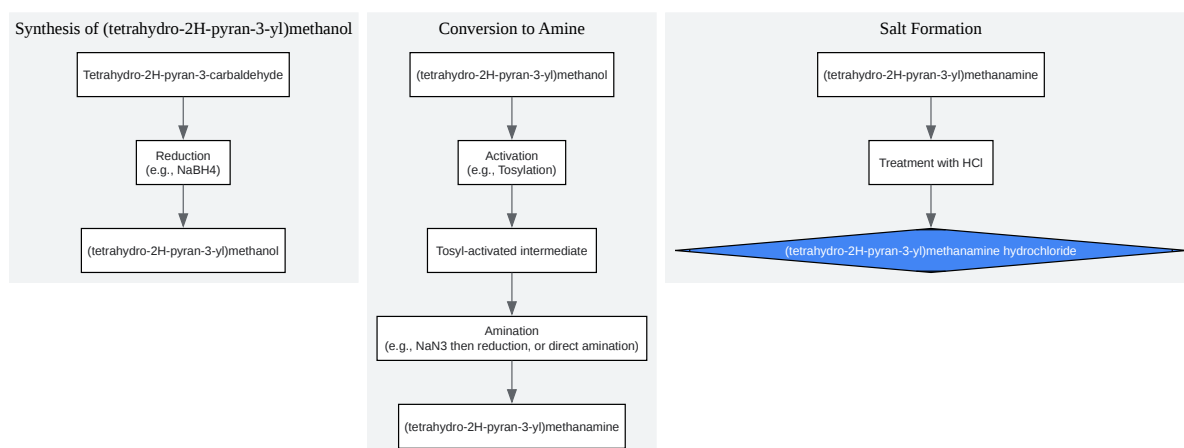 Synthesis of (tetrahydro-2H-pyran-3-yl)methanol
Tetrahydro-2H-pyran-3-carbaldehyde
Reduction
(e.g., NaBH4)
(tetrahydro-2H-pyran-3-yl)methanol
Conversion to Amine
(tetrahydro-2H-pyran-3-yl)methanol
Activation
(e.g., Tosylation)
Tosyl-activated intermediate
Amination
(e.g., NaN3 then reduction, or direct amination)
(tetrahydro-2H-pyran-3-yl)methanamine
Salt Formation
(tetrahydro-2H-pyran-3-yl)methanamine
Treatment with HCl
(tetrahydro-2H-pyran-3-yl)methanamine hydrochloride